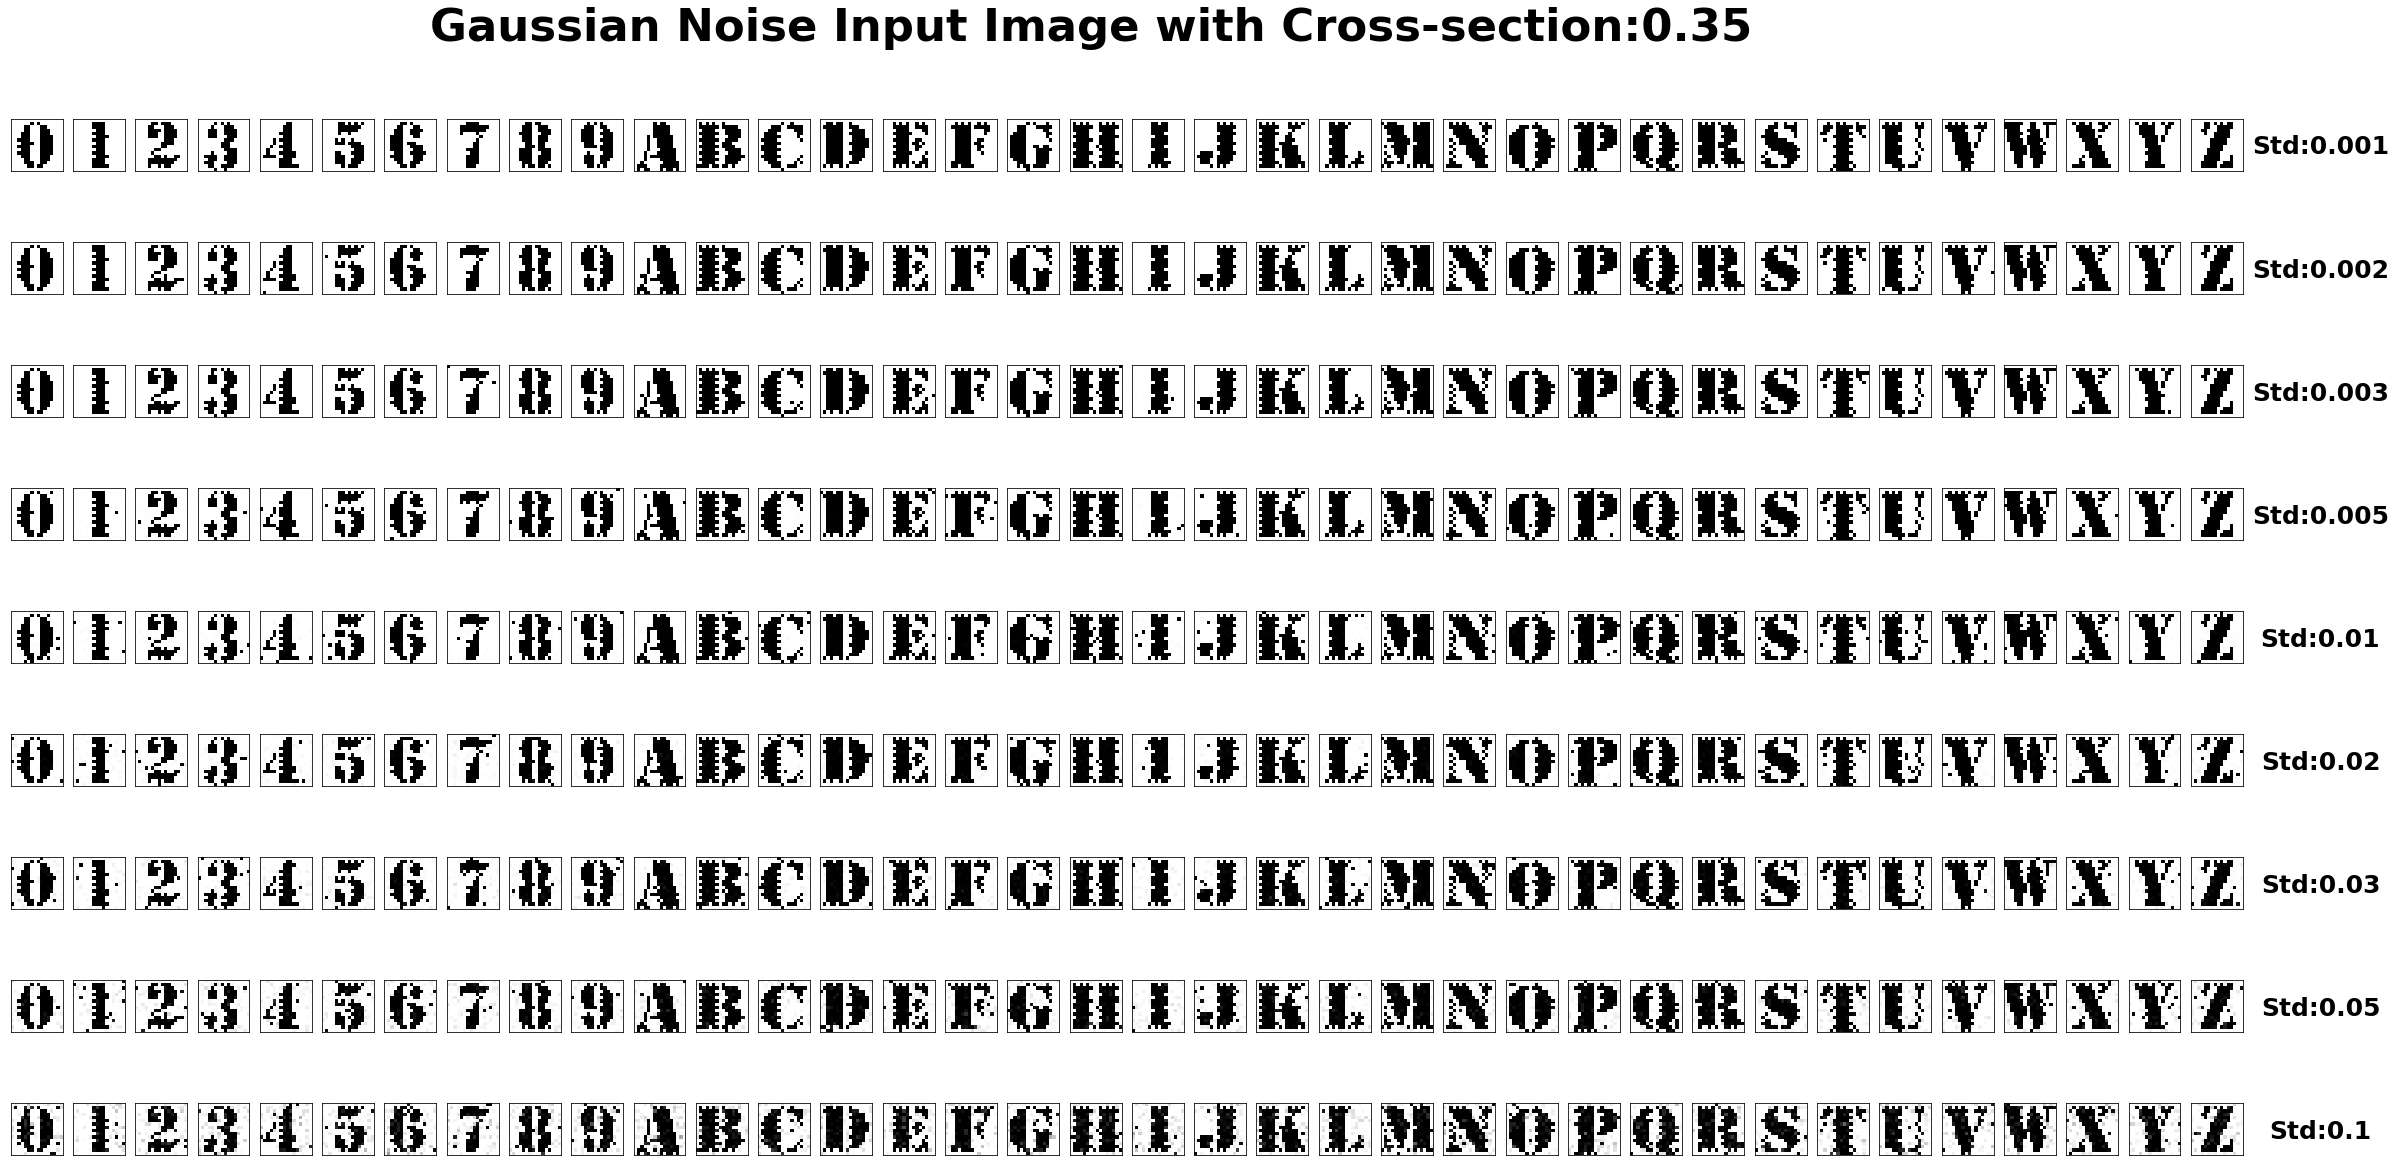 Gaussian Noise Input Image with Cross-section:0.35
0 1 2 3 4 5 6 7 8 9 A B C D E F G H I J K L M N O P Q R S T U V W X Y Z Std:0.001
0 1 2 3 4 5 6 7 8 9 A B C D E F G H I J K L M N O P Q R S T U V W X Y Z Std:0.002
0 1 2 3 4 5 6 7 8 9 A B C D E F G H I J K L M N O P Q R S T U V W X Y Z Std:0.003
0 1 2 3 4 5 6 7 8 9 A B C D E F G H I J K L M N O P Q R S T U V W X Y Z Std:0.005
0 1 2 3 4 5 6 7 8 9 A B C D E F G H I J K L M N O P Q R S T U V W X Y Z Std:0.01
0 1 2 3 4 5 6 7 8 9 A B C D E F G H I J K L M N O P Q R S T U V W X Y Z Std:0.02
0 1 2 3 4 5 6 7 8 9 A B C D E F G H I J K L M N O P Q R S T U V W X Y Z Std:0.03
0 1 2 3 4 5 6 7 8 9 A B C D E F G H I J K L M N O P Q R S T U V W X Y Z Std:0.05
0 1 2 3 4 5 6 7 8 9 A B C D E F G H I J K L M N O P Q R S T U V W X Y Z Std:0.1